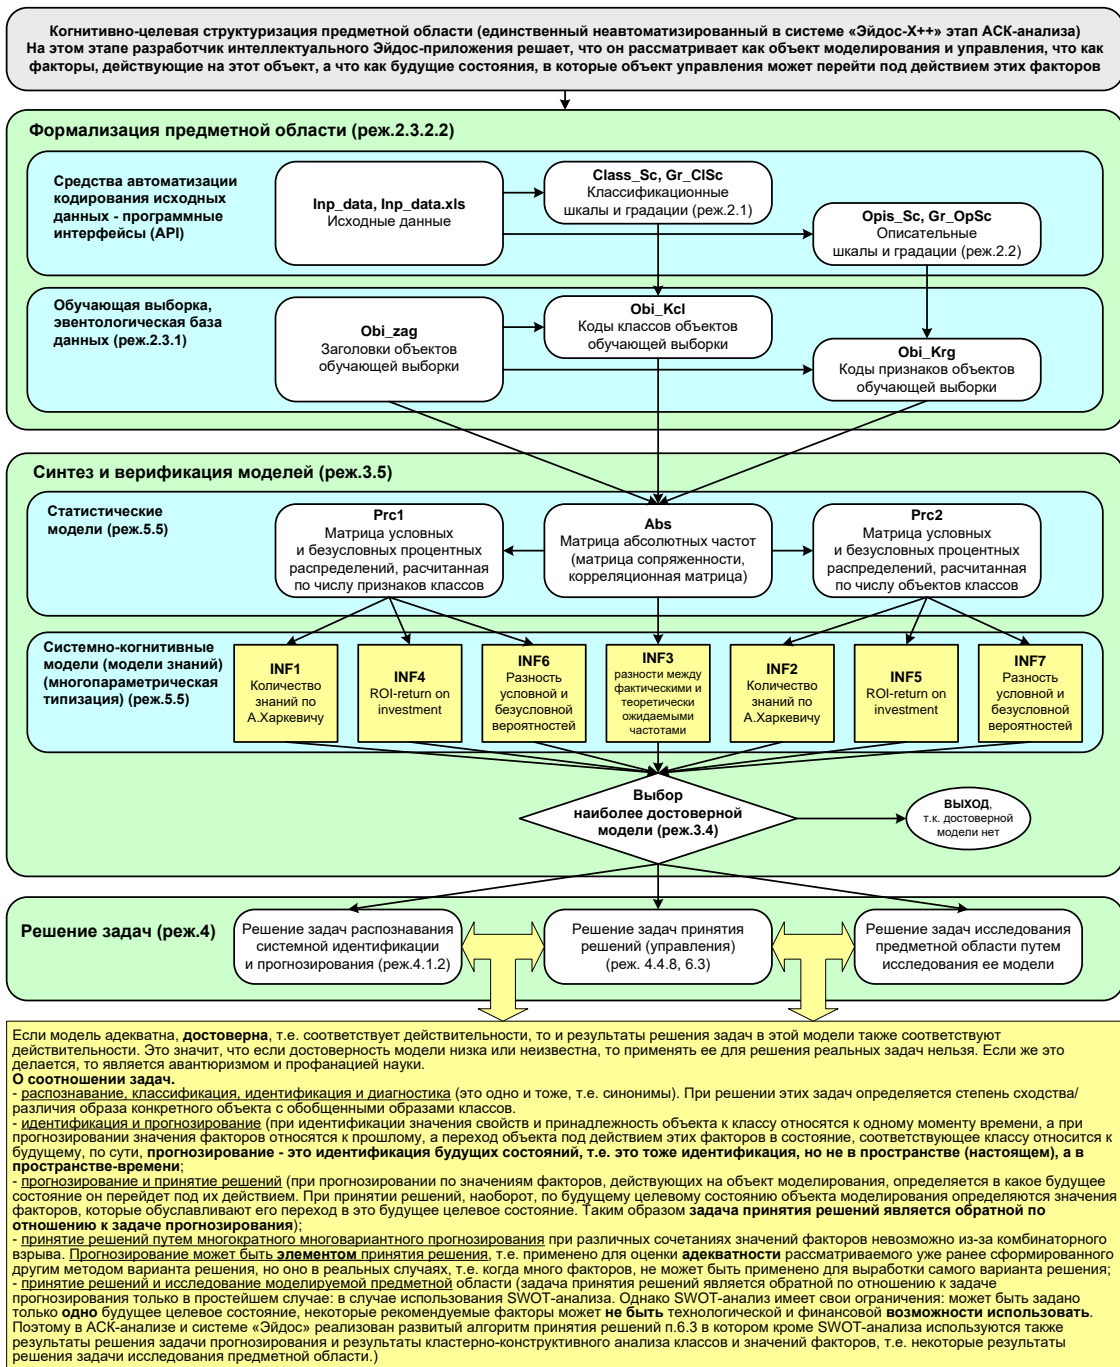 Когнитивно-целевая структуризация предметной области (единственный неавтоматизированный в системе «Эйдос-Х++» этап АСК-анализа)
На этом этапе разработчик интеллектуального Эйдос-приложения решает, что он рассматривает как объект моделирования и управления, что как
факторы, действующие на этот объект, а что как будущие состояния, в которые объект управления может перейти под действием этих факторов
Формализация предметной области (реж.2.3.2.2)
Средства автоматизации
кодирования исходных
данных - программные
интерфейсы (API)
Inp_data, Inp_data.xls
Исходные данные
Class_Sc, Gr_ClSc
Классификационные
шкалы и градации (реж.2.1)
Opis_Sc, Gr_OpSc
Описательные
шкалы и градации (реж.2.2)
Обучающая выборка,
эвентологическая база
данных (реж.2.3.1)
Obi_zag
Заголовки объектов
обучающей выборки
Obi_Kcl
Коды классов объектов
обучающей выборки
Obi_Krg
Коды признаков объектов
обучающей выборки
Синтез и верификация моделей (реж.3.5)
Статистические
модели (реж.5.5)
Prc1
Матрица условных
и безусловных процентных
распределений, расчитанная
по числу признаков классов
Abs
Матрица абсолютных частот
(матрица сопряженности,
корреляционная матрица)
Prc2
Матрица условных
и безусловных процентных
распределений, расчитанная
по числу объектов классов
Системно-когнитивные
модели (модели знаний)
(многопараметрическая
типизация) (реж.5.5)
INF1
Количество
знаний по
А.Харкевичу
INF4
ROI-return on
investment
INF6
Разность
условной и
безусловной
вероятностей
INF3
разности между
фактическими и
теоретически
ожидаемыми
частотами
INF2
Количество
знаний по
А.Харкевичу
INF5
ROI-return on
investment
INF7
Разность
условной и
безусловной
вероятностей
Выбор
наиболее достоверной
модели (реж.3.4)
ВЫХОД,
т.к. достоверной
модели нет
Решение задач (реж.4)
Решение задач распознавания
системной идентификации
и прогнозирования (реж.4.1.2)
Решение задач принятия
решений (управления)
(реж. 4.4.8, 6.3)
Решение задач исследования
предметной области путем
исследования ее модели
Если модель адекватна, достоверна, т.е. соответствует действительности, то и результаты решения задач в этой модели также соответствуют
действительности. Это значит, что если достоверность модели низка или неизвестна, то применять ее для решения реальных задач нельзя. Если же это
делается, то является авантюризмом и профанацией науки.
О соотношении задач.
- распознавание, классификация, идентификация и диагностика (это одно и тоже, т.е. синонимы). При решении этих задач определяется степень сходства/
различия образа конкретного объекта с обобщенными образами классов.
- идентификация и прогнозирование (при идентификации значения свойств и принадлежность объекта к классу относятся к одному моменту времени, а при
прогнозировании значения факторов относятся к прошлому, а переход объекта под действием этих факторов в состояние, соответствующее классу относится к
будущему, по сути, прогнозирование - это идентификация будущих состояний, т.е. это тоже идентификация, но не в пространстве (настоящем), а в
пространстве-времени;
- прогнозирование и принятие решений (при прогнозировании по значениям факторов, действующих на объект моделирования, определяется в какое будущее
состояние он перейдет под их действием. При принятии решений, наоборот, по будущему целевому состоянию объекта моделирования определяются значения
факторов, которые обуславливают его переход в это будущее целевое состояние. Таким образом задача принятия решений является обратной по
отношению к задаче прогнозирования);
- принятие решений путем многократного многовариантного прогнозирования при различных сочетаниях значений факторов невозможно из-за комбинаторного
взрыва. Прогнозирование может быть элементом принятия решения, т.е. применено для оценки адекватности рассматриваемого уже ранее сформированного
другим методом варианта решения, но оно в реальных случаях, т.е. когда много факторов, не может быть применено для выработки самого варианта решения;
- принятие решений и исследование моделируемой предметной области (задача принятия решений является обратной по отношению к задаче
прогнозирования только в простейшем случае: в случае использования SWOT-анализа. Однако SWOT-анализ имеет свои ограничения: может быть задано
только одно будущее целевое состояние, некоторые рекомендуемые факторы может не быть технологической и финансовой возможности использовать.
Поэтому в АСК-анализе и системе «Эйдос» реализован развитый алгоритм принятия решений п.6.3 в котором кроме SWOT-анализа используются также
результаты решения задачи прогнозирования и результаты кластерно-конструктивного анализа классов и значений факторов, т.е. некоторые результаты
решения задачи исследования предметной области.)